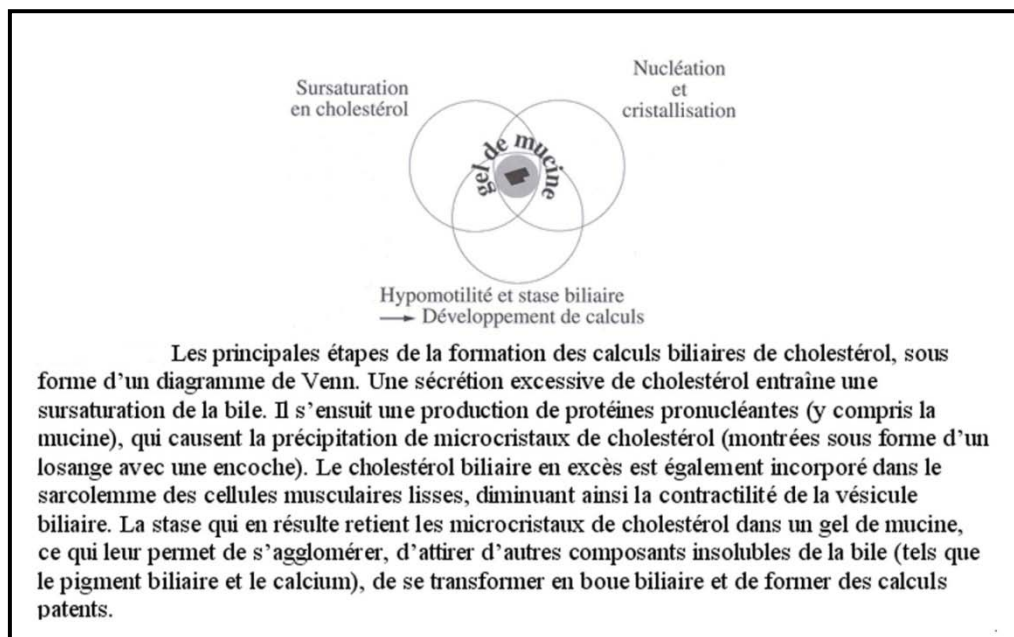 Sursaturation
en cholestérol
Nucléation
et
cristallisation
gel de mucine
Hypomotilité et stase biliaire
→ Développement de calculs
Les principales étapes de la formation des calculs biliaires de cholestérol, sous
forme d’un diagramme de Venn. Une sécrétion excessive de cholestérol entraîne une
sursaturation de la bile. Il s’ensuit une production de protéines pronucléantes (y compris la
mucine), qui causent la précipitation de microcristaux de cholestérol (montrées sous forme d’un
losange avec une encoche). Le cholestérol biliaire en excès est également incorporé dans le
sarcolemme des cellules musculaires lisses, diminuant ainsi la contractilité de la vésicule
biliaire. La stase qui en résulte retient les microcristaux de cholestérol dans un gel de mucine,
ce qui leur permet de s’agglomérer, d’attirer d’autres composants insolubles de la bile (tels que
le pigment biliaire et le calcium), de se transformer en boue biliaire et de former des calculs
patents.